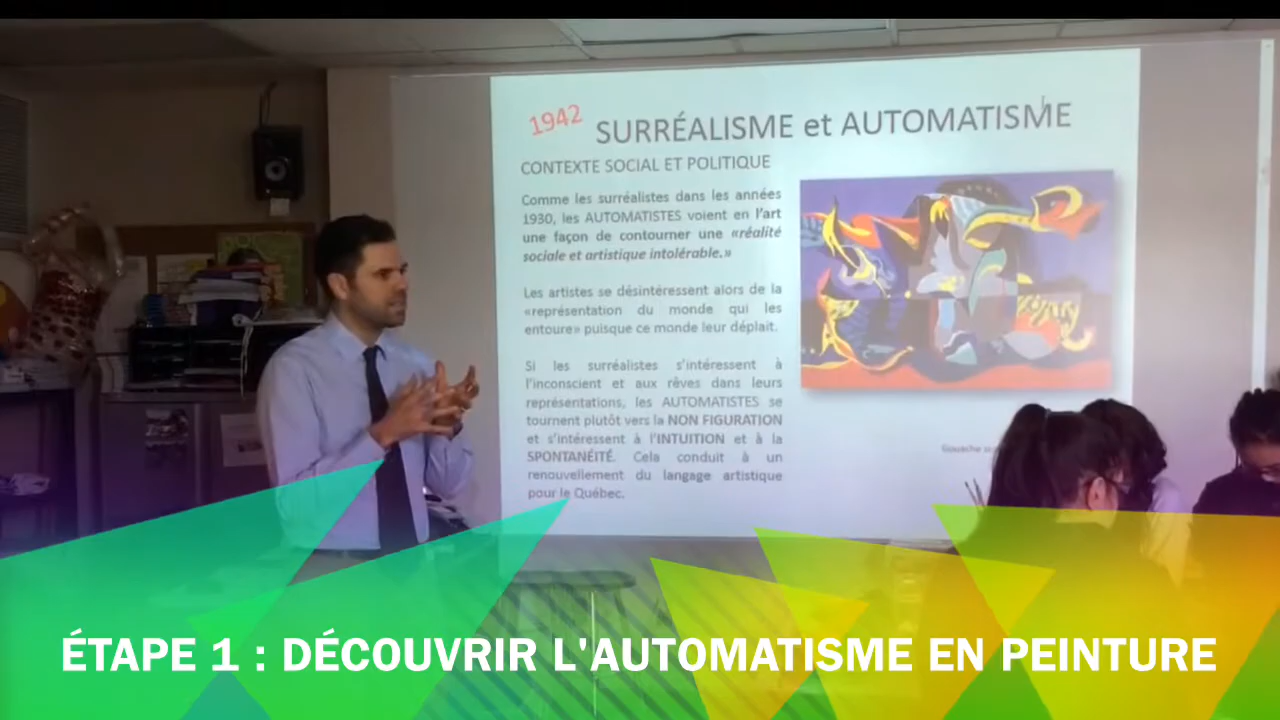 1942
SURRÉALISME et AUTOMATISME
CONTEXTE SOCIAL ET POLITIQUE
Comme les surréalistes dans les années
1930, les AUTOMATISTES voient en l'art
une façon de contourner une «réalité
sociale et artistique intolérable.»
Les artistes se désintéressent alors de la
«représentation du monde qui les
entoure» puisque ce monde leur déplait.
Si les surréalistes s'intéressent à
l'inconscient et aux rêves dans leurs
représentations, les AUTOMATISTES se
tournent plutôt vers la NON FIGURATION
et s'intéressent à l'INTUITION et à la
SPONTANÉITÉ. Cela conduit à un
renouvellement du langage artistique
pour le Québec.
Gouache
ÉTAPE 1 : DÉCOUVRIR L'AUTOMATISME EN PEINTURE